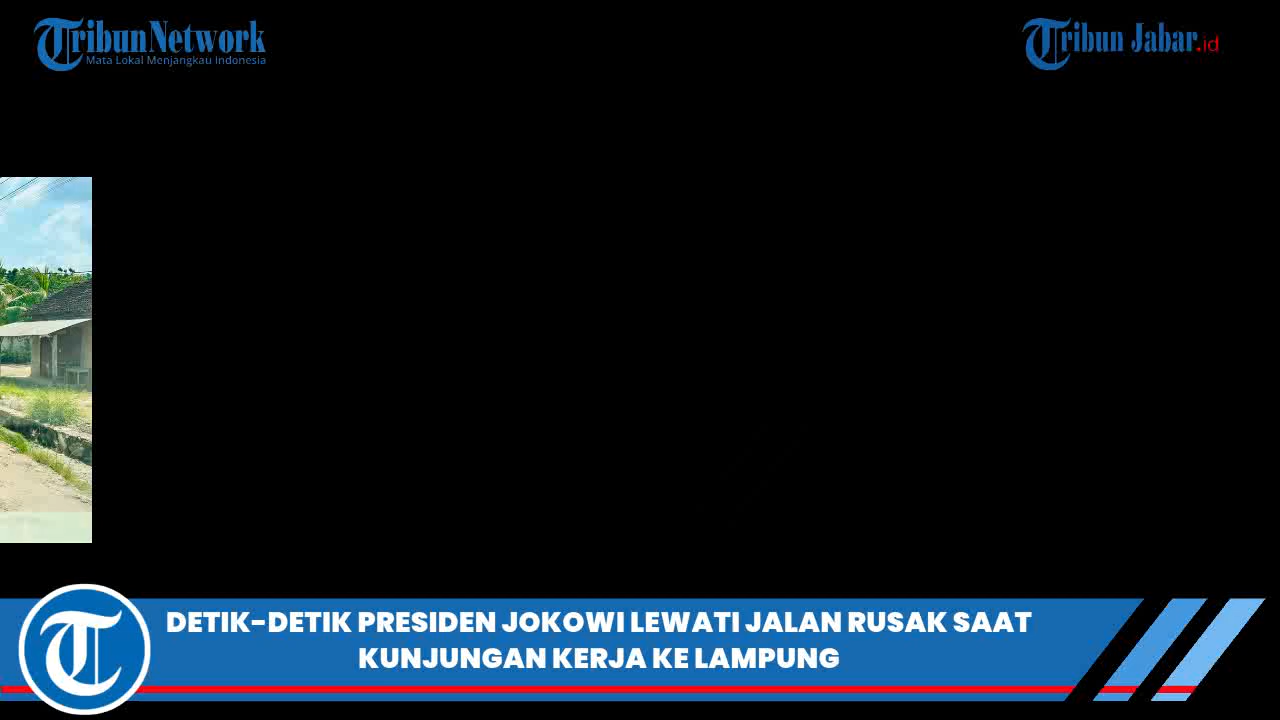 TribunNetwork
Mata Lokal Menjangkau Indonesia
Tribun Jabar.id
T
DETIK-DETIK PRESIDEN JOKOWI LEWATI JALAN RUSAK SAAT
KUNJUNGAN KERJA KE LAMPUNG